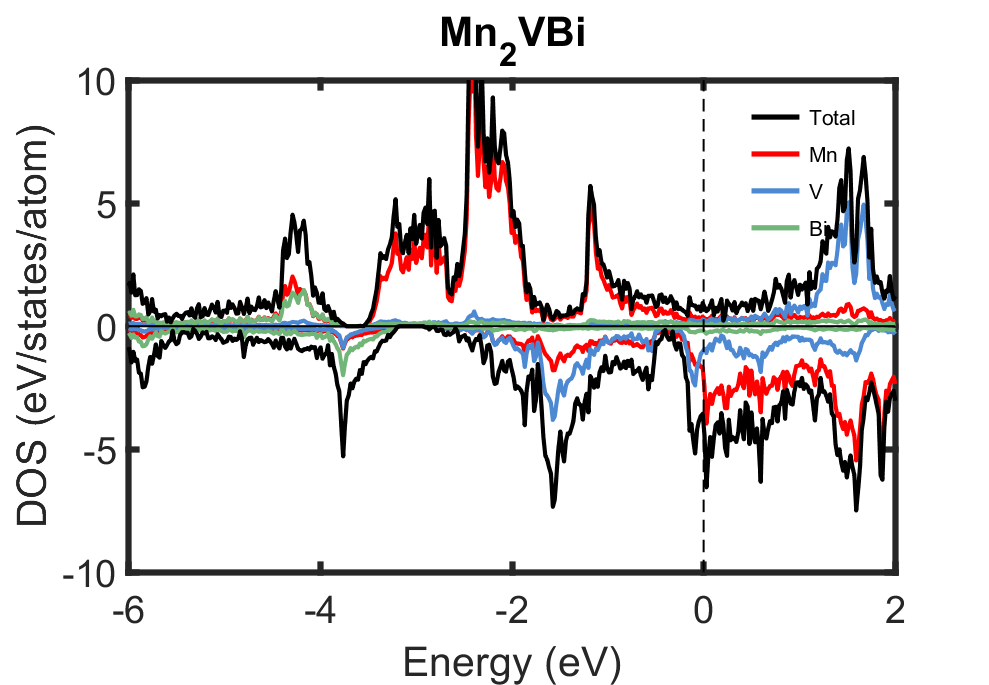 Mn2VBi
10
5
0
-5
-10
-6
-4
-2
0
2
DOS (eV/states/atom)
Energy (eV)
Total
Mn
V
Bi